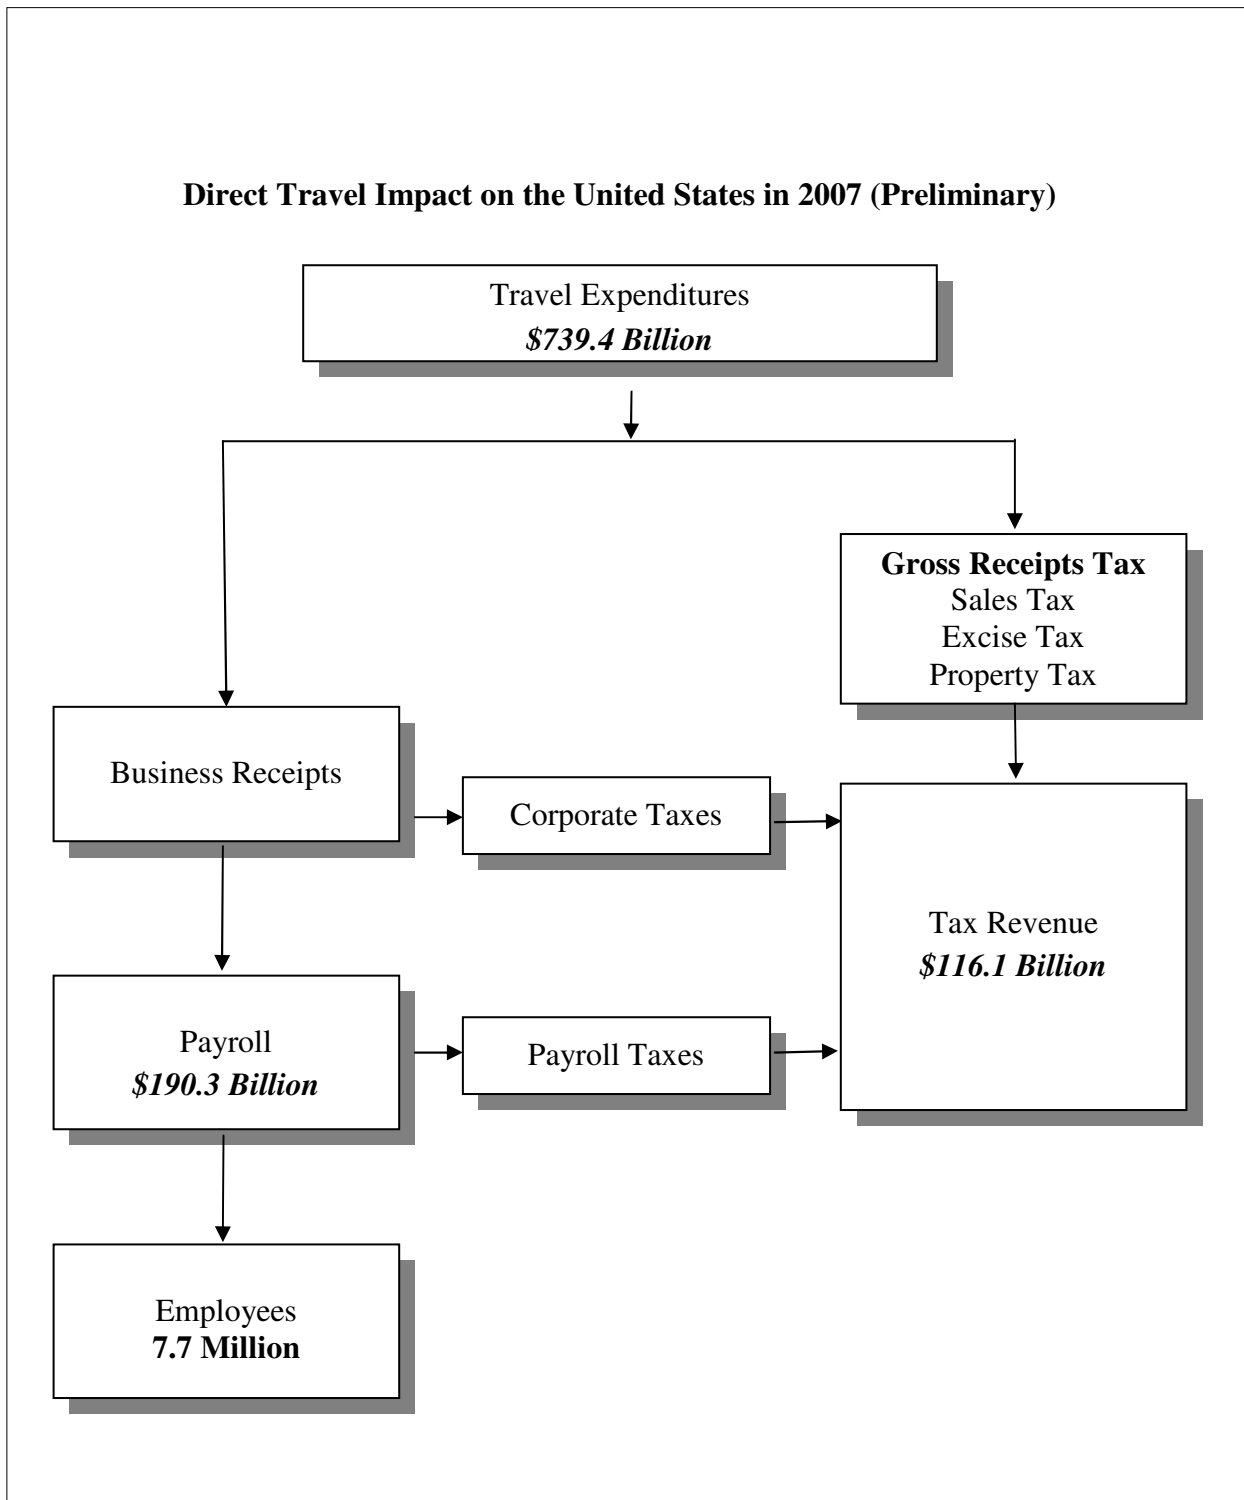 Direct Travel Impact on the United States in 2007 (Preliminary)
Travel Expenditures
$739.4 Billion
Gross Receipts Tax
Sales Tax
Excise Tax
Property Tax
Business Receipts
Corporate Taxes
Tax Revenue
$116.1 Billion
Payroll
$190.3 Billion
Payroll Taxes
Employees
7.7 Million